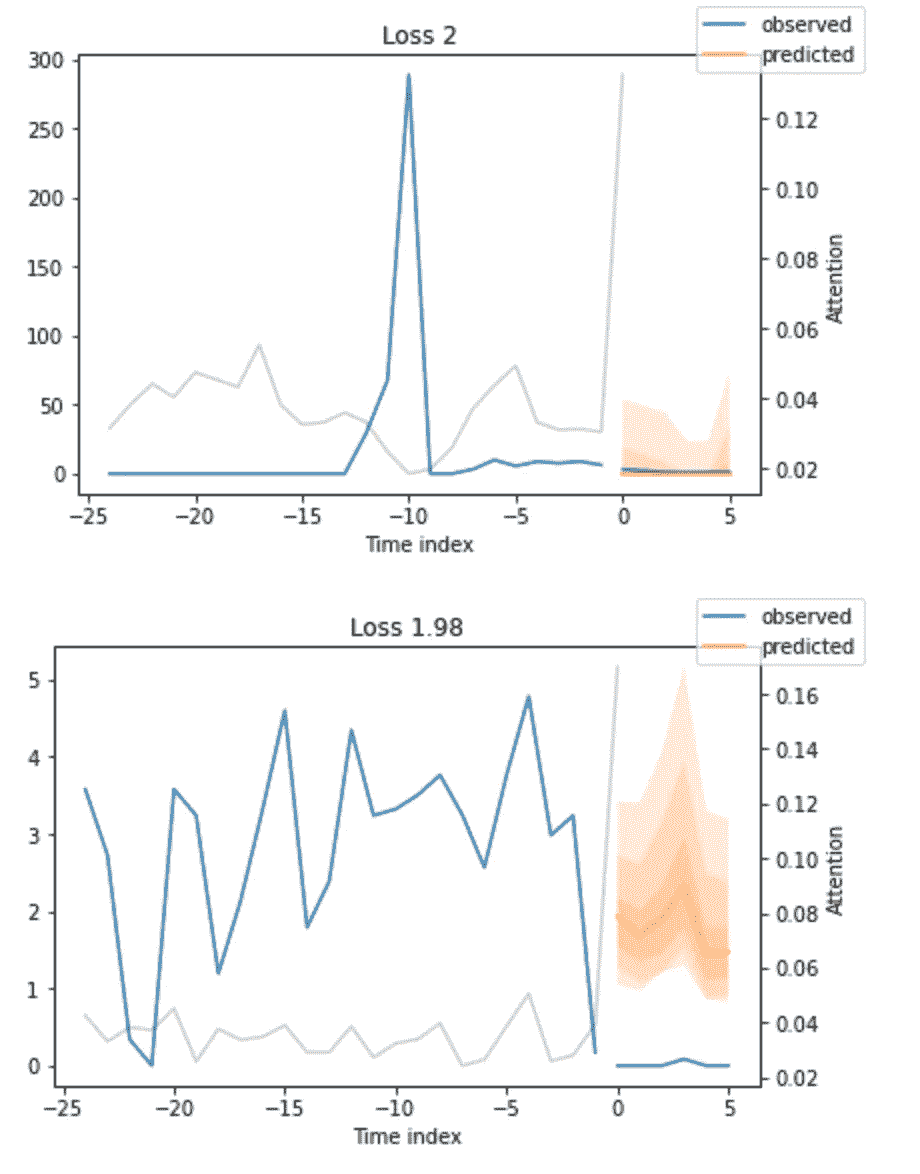 Loss 2
observed
predicted
300
250
200
150
100
50
0
0.12
0.10
0.08
0.06
0.04
0.02
Attention
−25 −20 −15 −10 −5 0 5
Time index
Loss 1.98
observed
predicted
5
4
3
2
1
0
0.16
0.14
0.12
0.10
0.08
0.06
0.04
0.02
Attention
−25 −20 −15 −10 −5 0 5
Time index